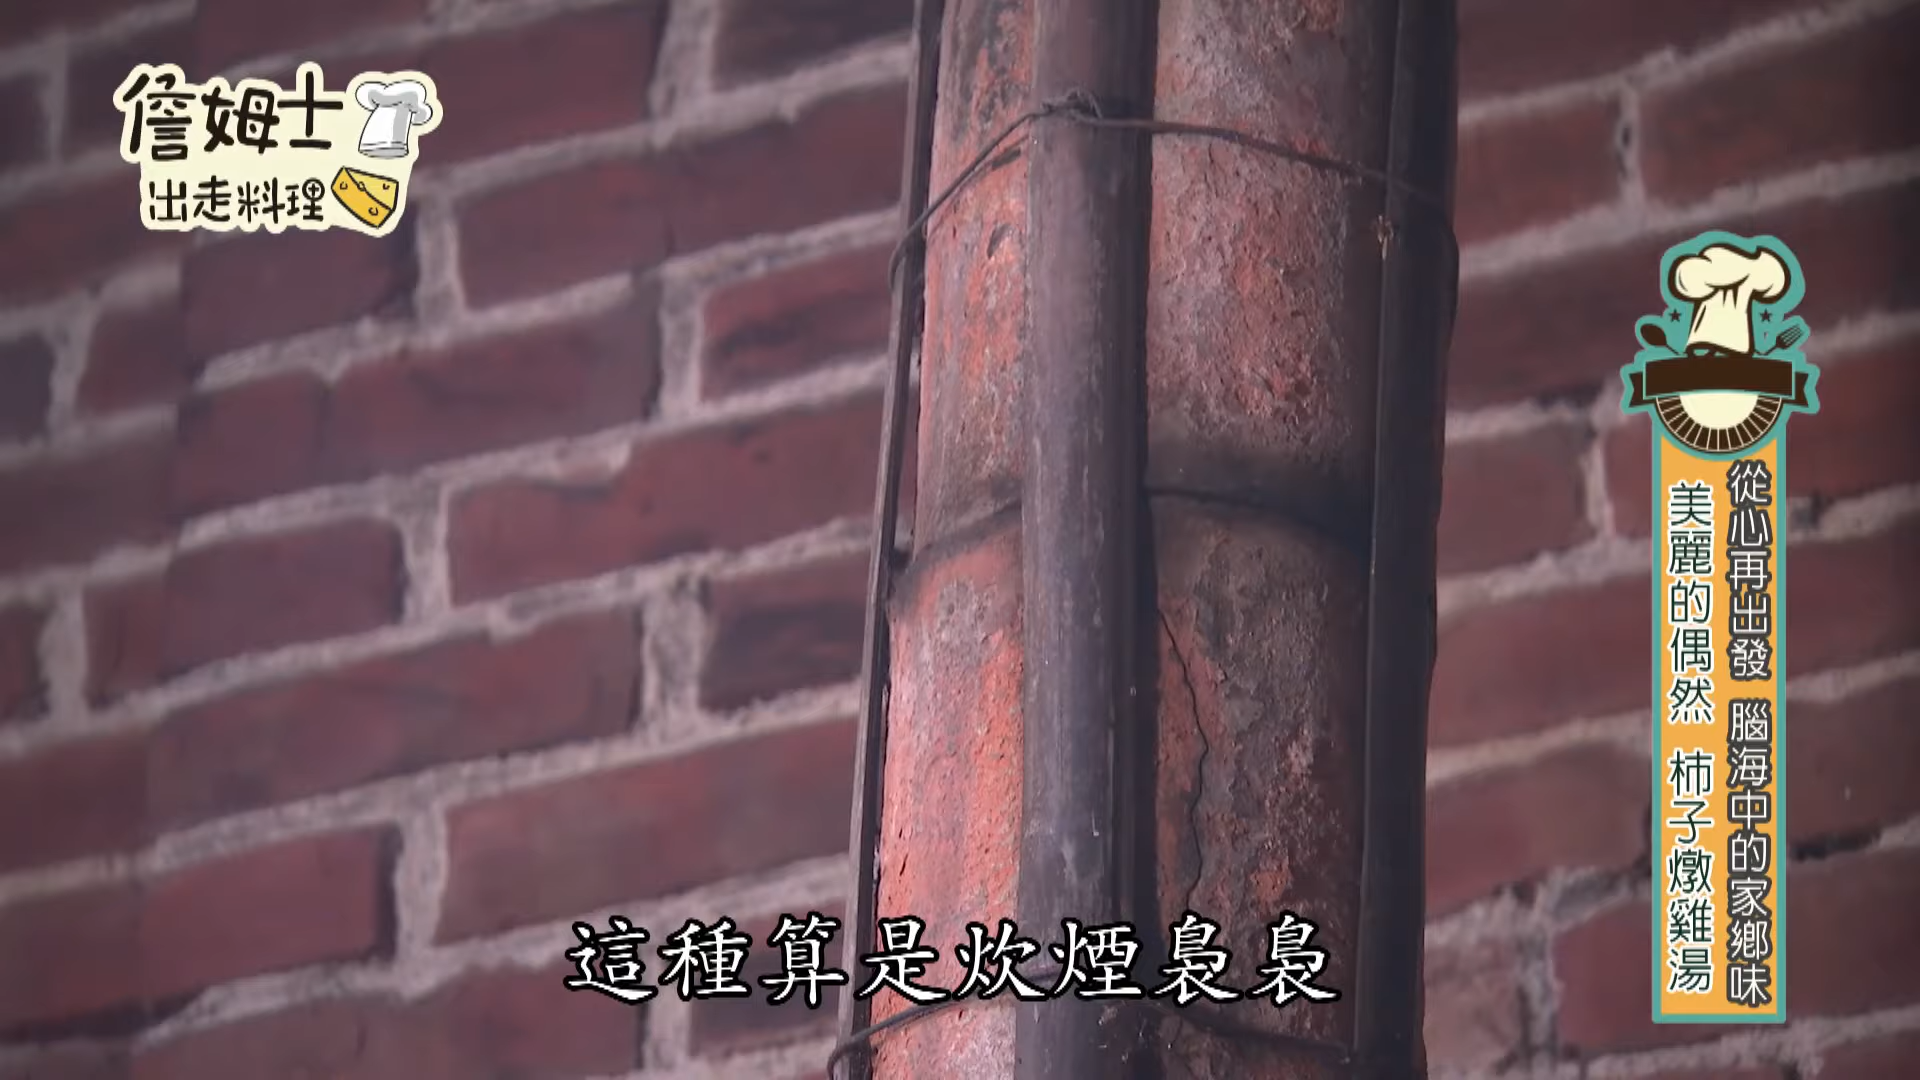 詹姆士
出走料理
從心再出發 腦海中的家鄉味
美麗的偶然 柿子燉雞湯
這種算是炊煙裊裊